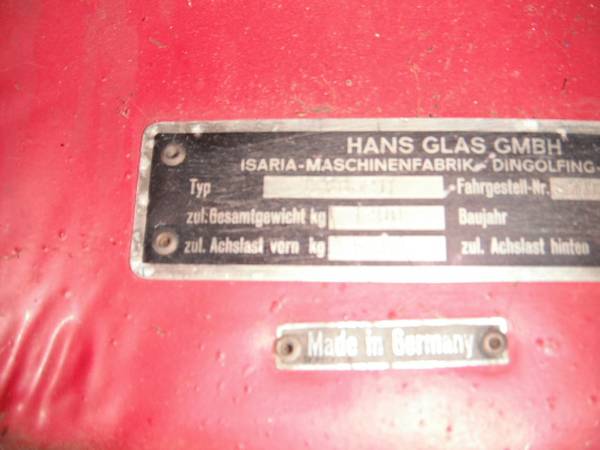 HANS GLAS GMBH
ISARIA-MASCHINENFABRIK - DINGOLFING-
Typ Fahrgestell-Nr.
zul. Gesamtgewicht kg Baujahr
zul. Achslast vorn kg zul. Achslast hinten
Made in Germany